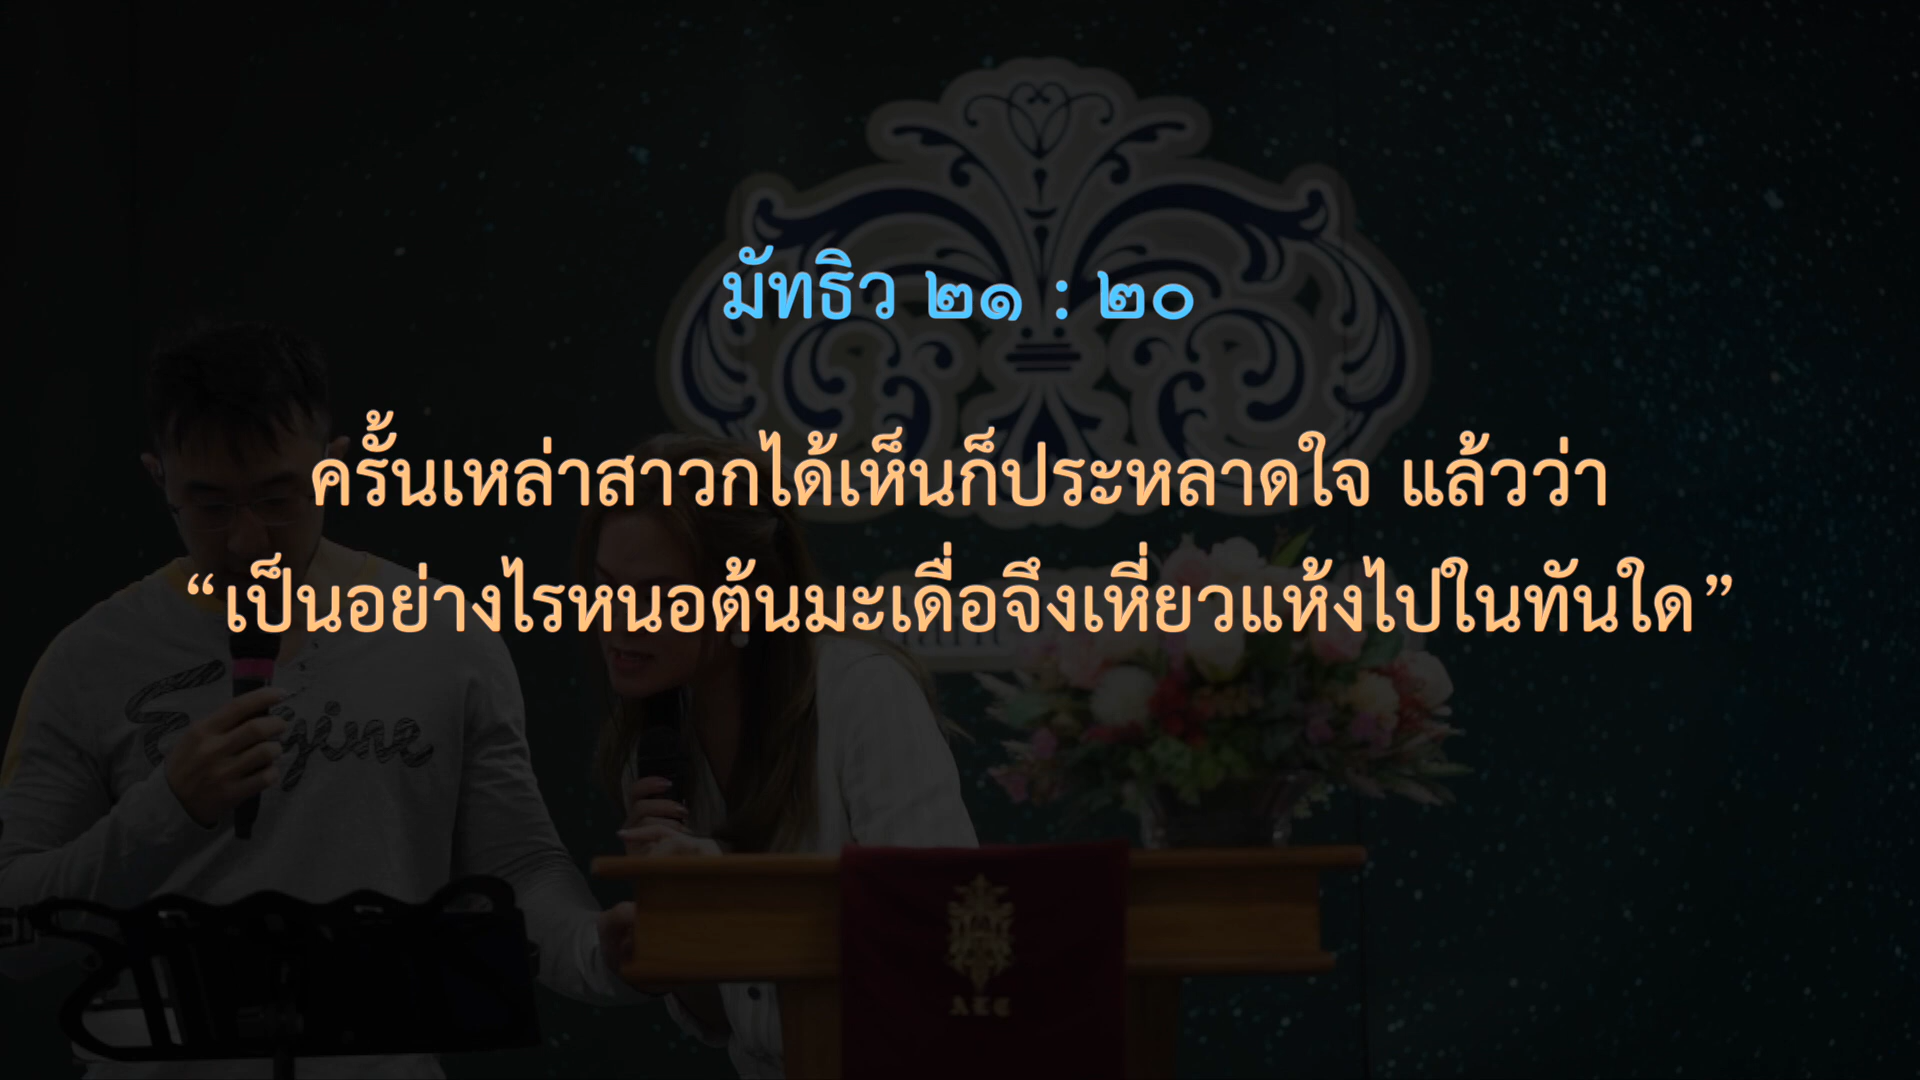 มัทธิว ๒๑ : ๒๐
ครั้นเหล่าสาวกได้เห็นก็ประหลาดใจ แล้วว่า
“เป็นอย่างไรหนอต้นมะเดื่อจึงเหี่ยวแห้งไปในทันใด”
AKC